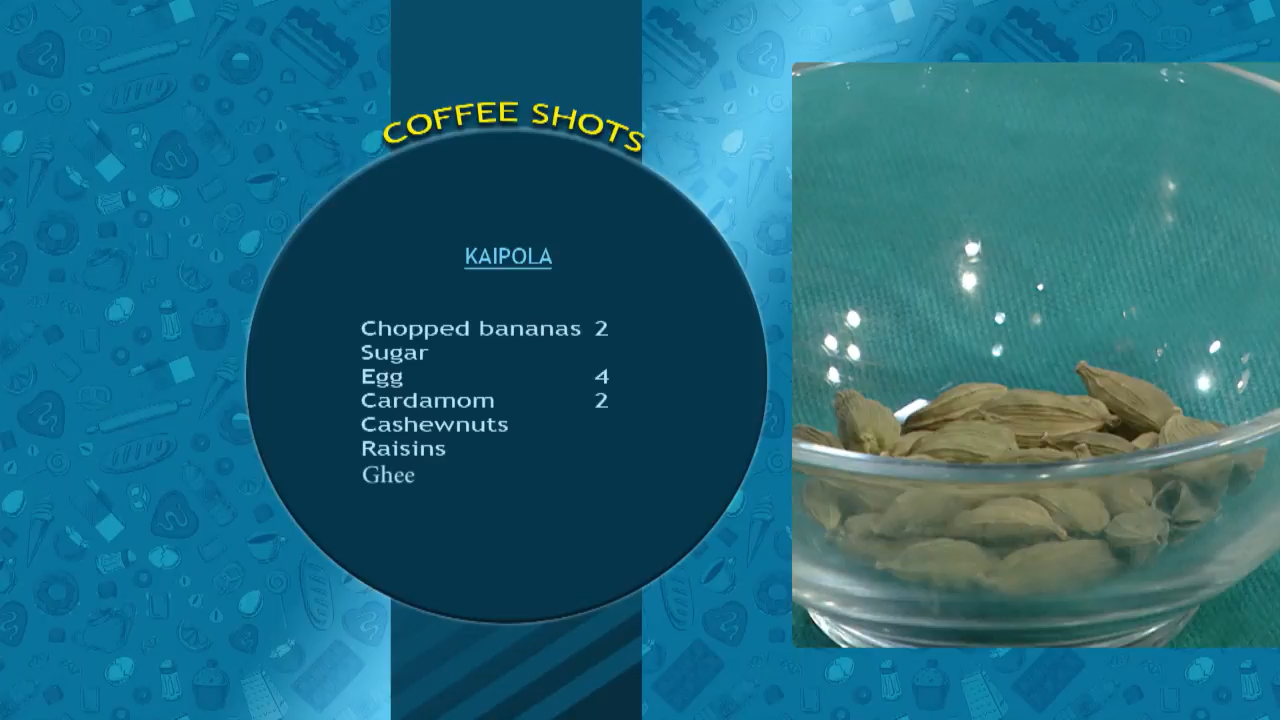 COFFEE SHOTS
KAIPOLA
Chopped bananas 2
Sugar
Egg 4
Cardamom 2
Cashewnuts
Raisins
Ghee